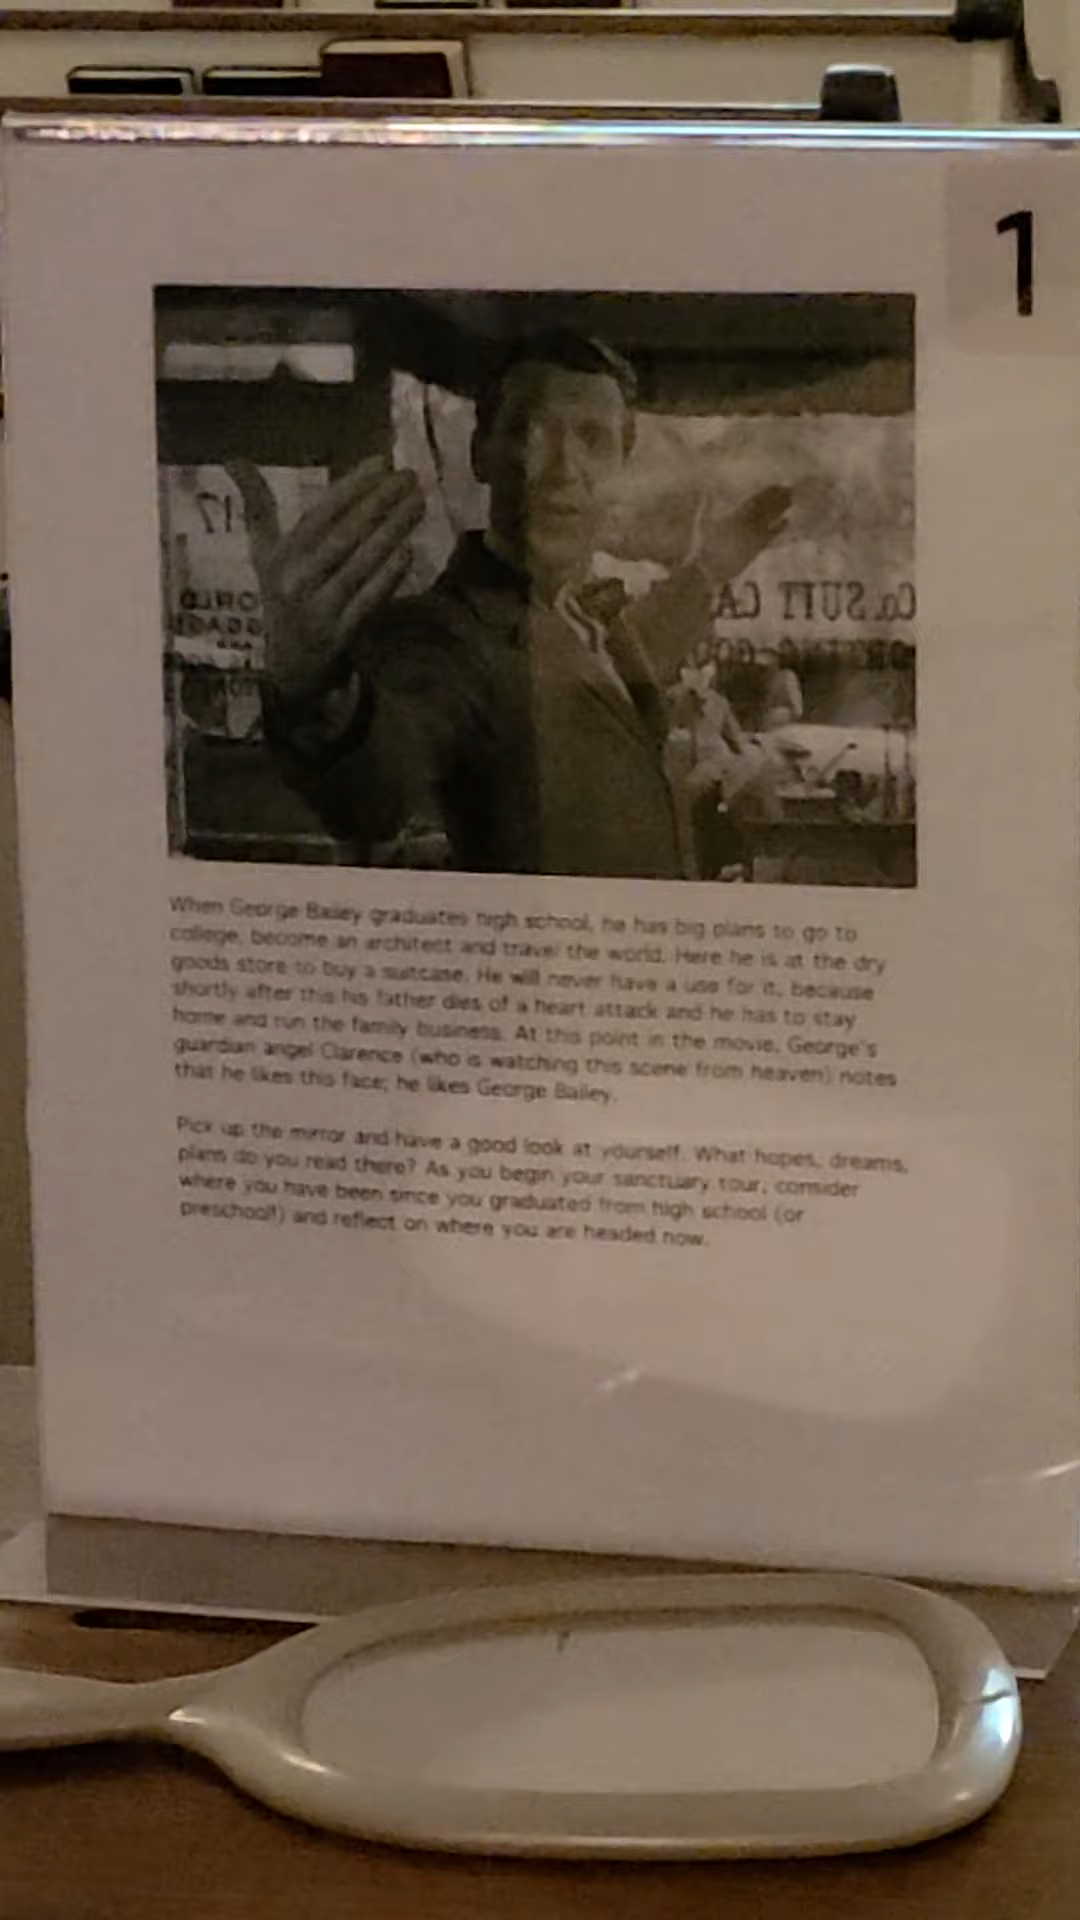 1
When George Bailey graduates high school, he has big plans to go to
college, become an architect and travel the world. Here he is at the dry
goods store to buy a suitcase. He will never have a use for it, because
shortly after this his father dies of a heart attack and he has to stay
home and run the family business. At this point in the movie, George's
guardian angel Clarence (who is watching this scene from heaven) notes
that he likes this face; he likes George Bailey.
Pick up the mirror and have a good look at yourself. What hopes, dreams,
plans do you read there? As you begin your sanctuary tour, consider
where you have been since you graduated from high school (or
preschool!) and reflect on where you are headed now.